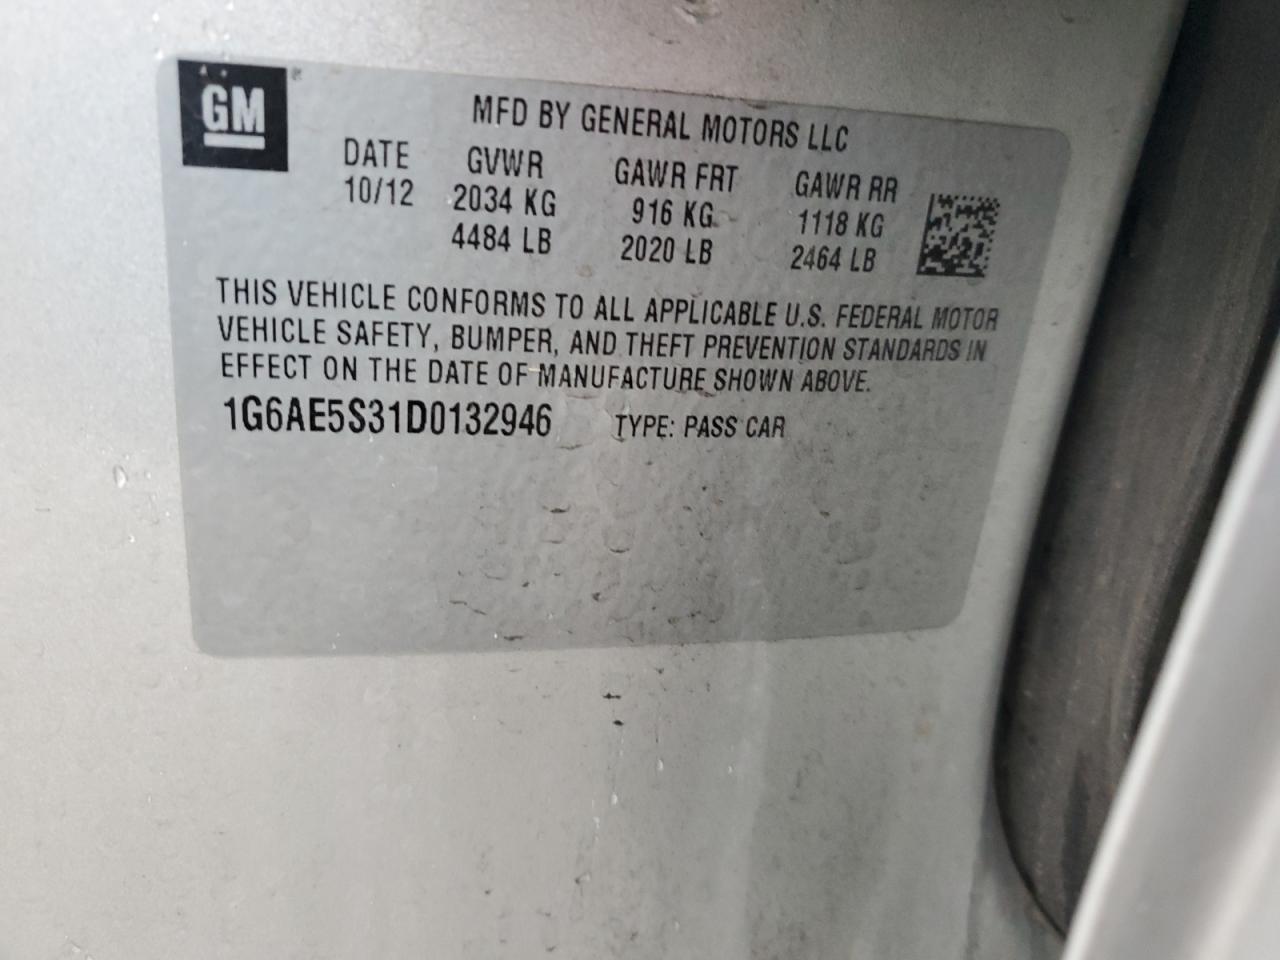 GM
MFD BY GENERAL MOTORS LLC
DATE GVWR GAWR FRT GAWR RR
10/12 2034 KG 916 KG 1118 KG
4484 LB 2020 LB 2464 LB
THIS VEHICLE CONFORMS TO ALL APPLICABLE U.S. FEDERAL MOTOR
VEHICLE SAFETY, BUMPER, AND THEFT PREVENTION STANDARDS IN
EFFECT ON THE DATE OF MANUFACTURE SHOWN ABOVE.
1G6AE5S31D0132946 TYPE: PASS CAR